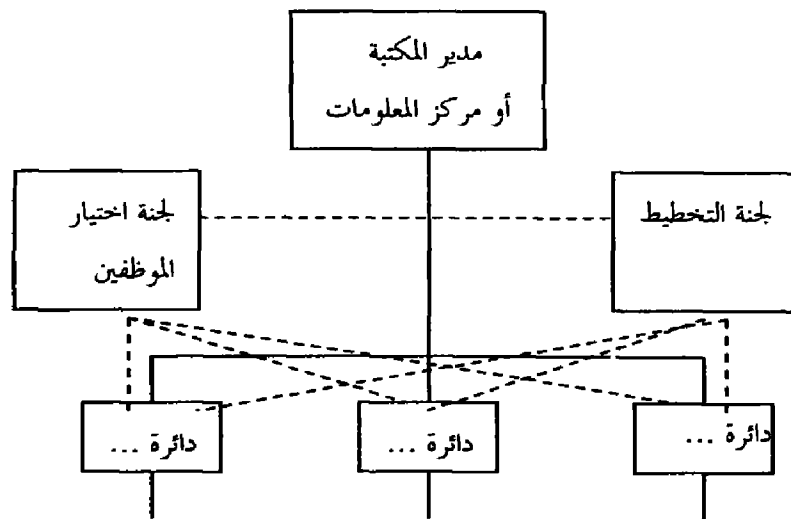 مدير المكتبة
أو مركز المعلومات
لجنة التخطيط
لجنة اختيار
الموظفين
دائرة ...
دائرة ...
دائرة ...